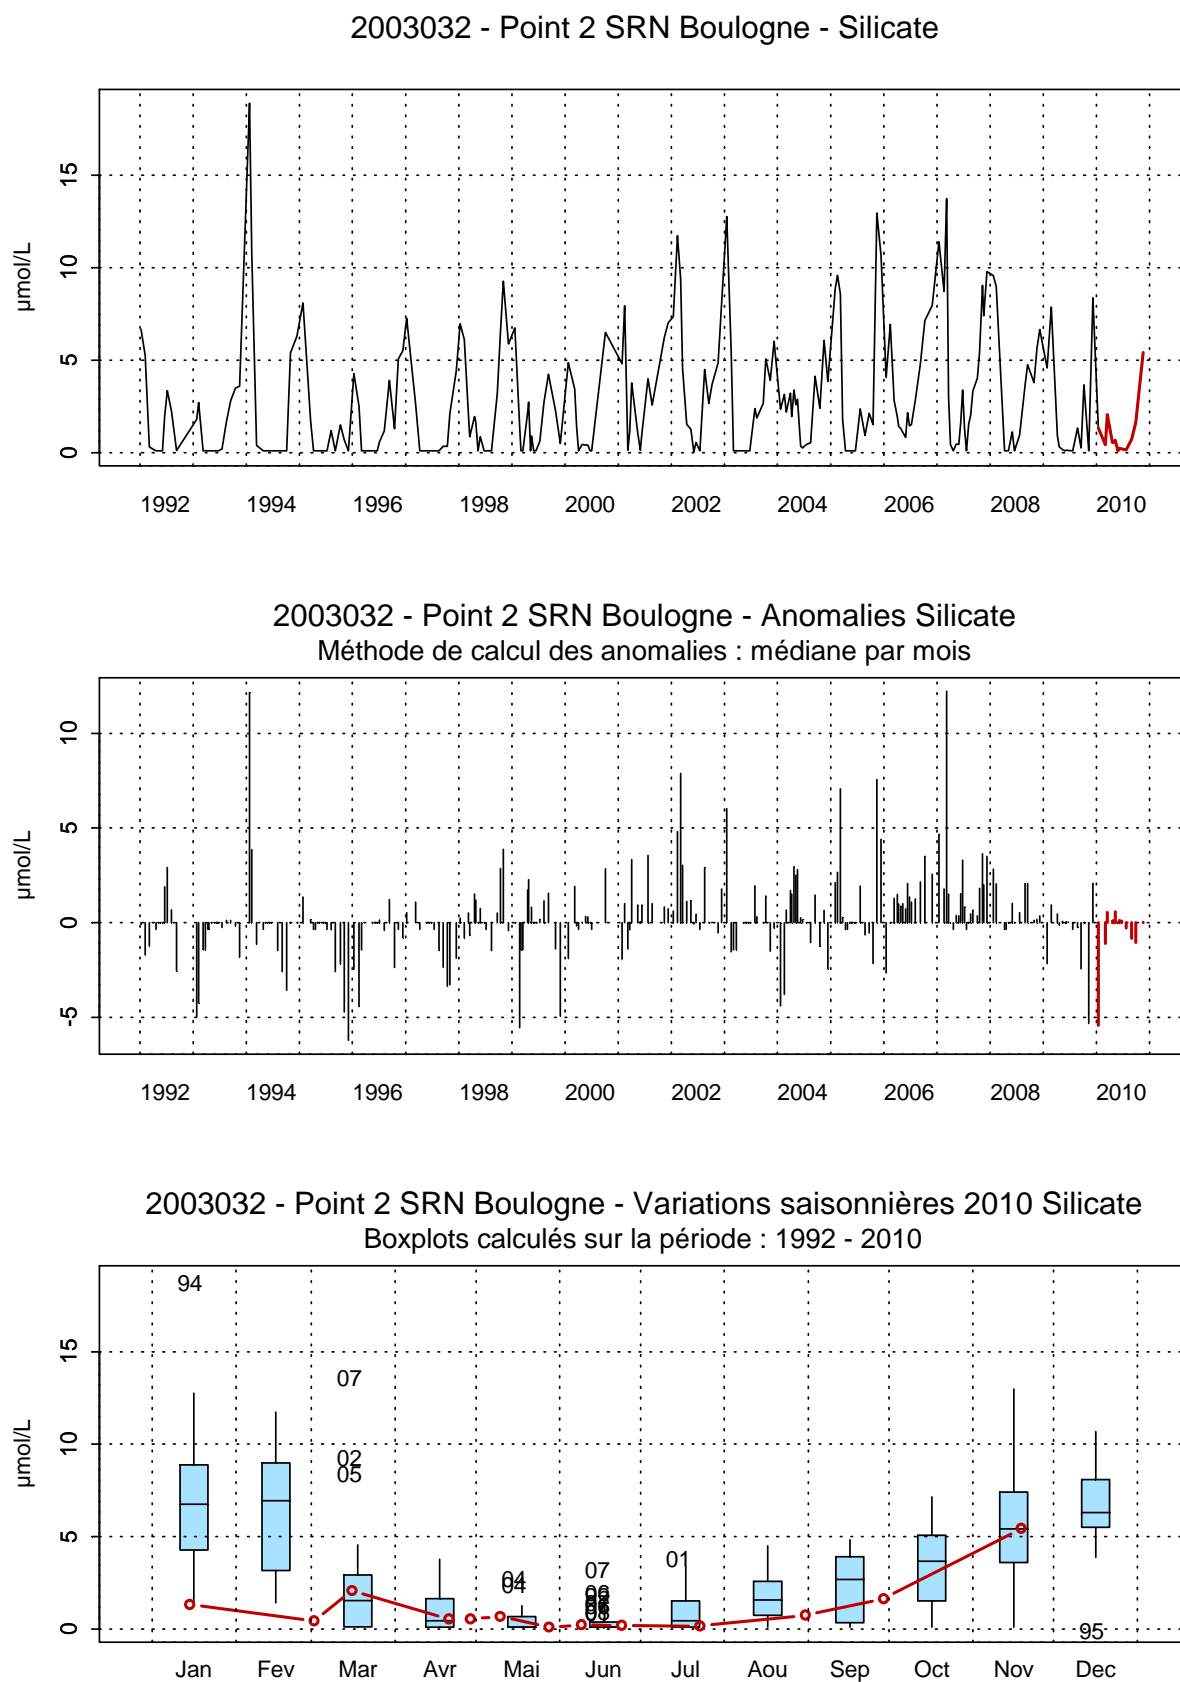 2003032 - Point 2 SRN Boulogne - Silicate
µmol/L
15
10
5
0
1992 1994 1996 1998 2000 2002 2004 2006 2008 2010
2003032 - Point 2 SRN Boulogne - Anomalies Silicate
Méthode de calcul des anomalies : médiane par mois
µmol/L
10
5
0
-5
1992 1994 1996 1998 2000 2002 2004 2006 2008 2010
2003032 - Point 2 SRN Boulogne - Variations saisonnières 2010 Silicate
Boxplots calculés sur la période : 1992 - 2010
µmol/L
15
10
5
0
94
07
02
05
04
04
07
01
95
Jan Fev Mar Avr Mai Jun Jul Aou Sep Oct Nov Dec